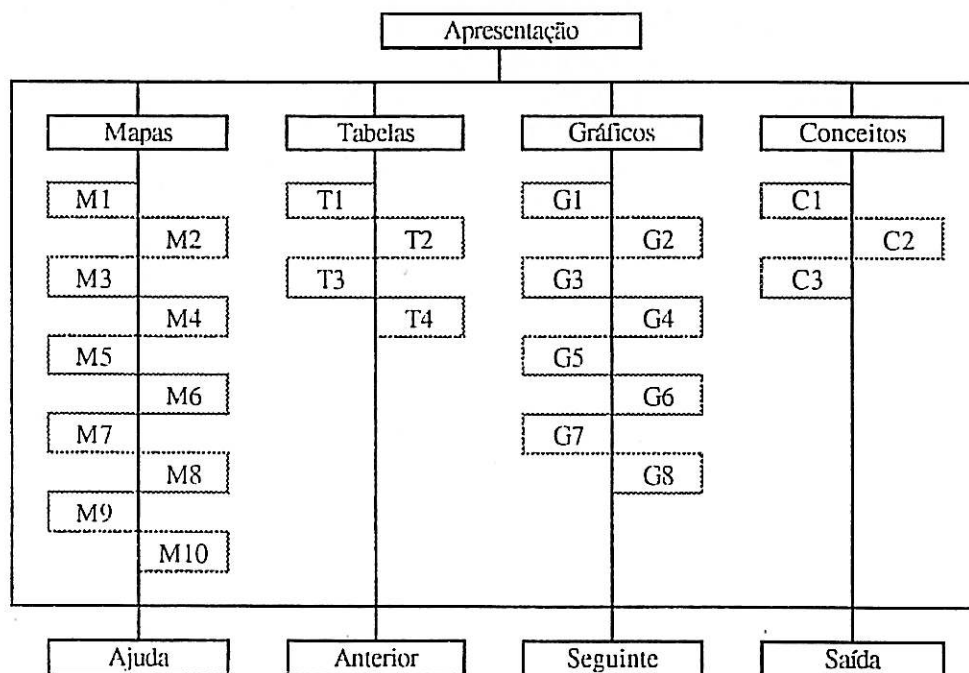 Apresentação
Mapas Tabelas Gráficos Conceitos
M1 T1 G1 C1
M2 T2 G2 C2
M3 T3 G3 C3
M4 T4 G4
M5 G5
M6 G6
M7 G7
M8 G8
M9
M10
Ajuda Anterior Seguinte Saída